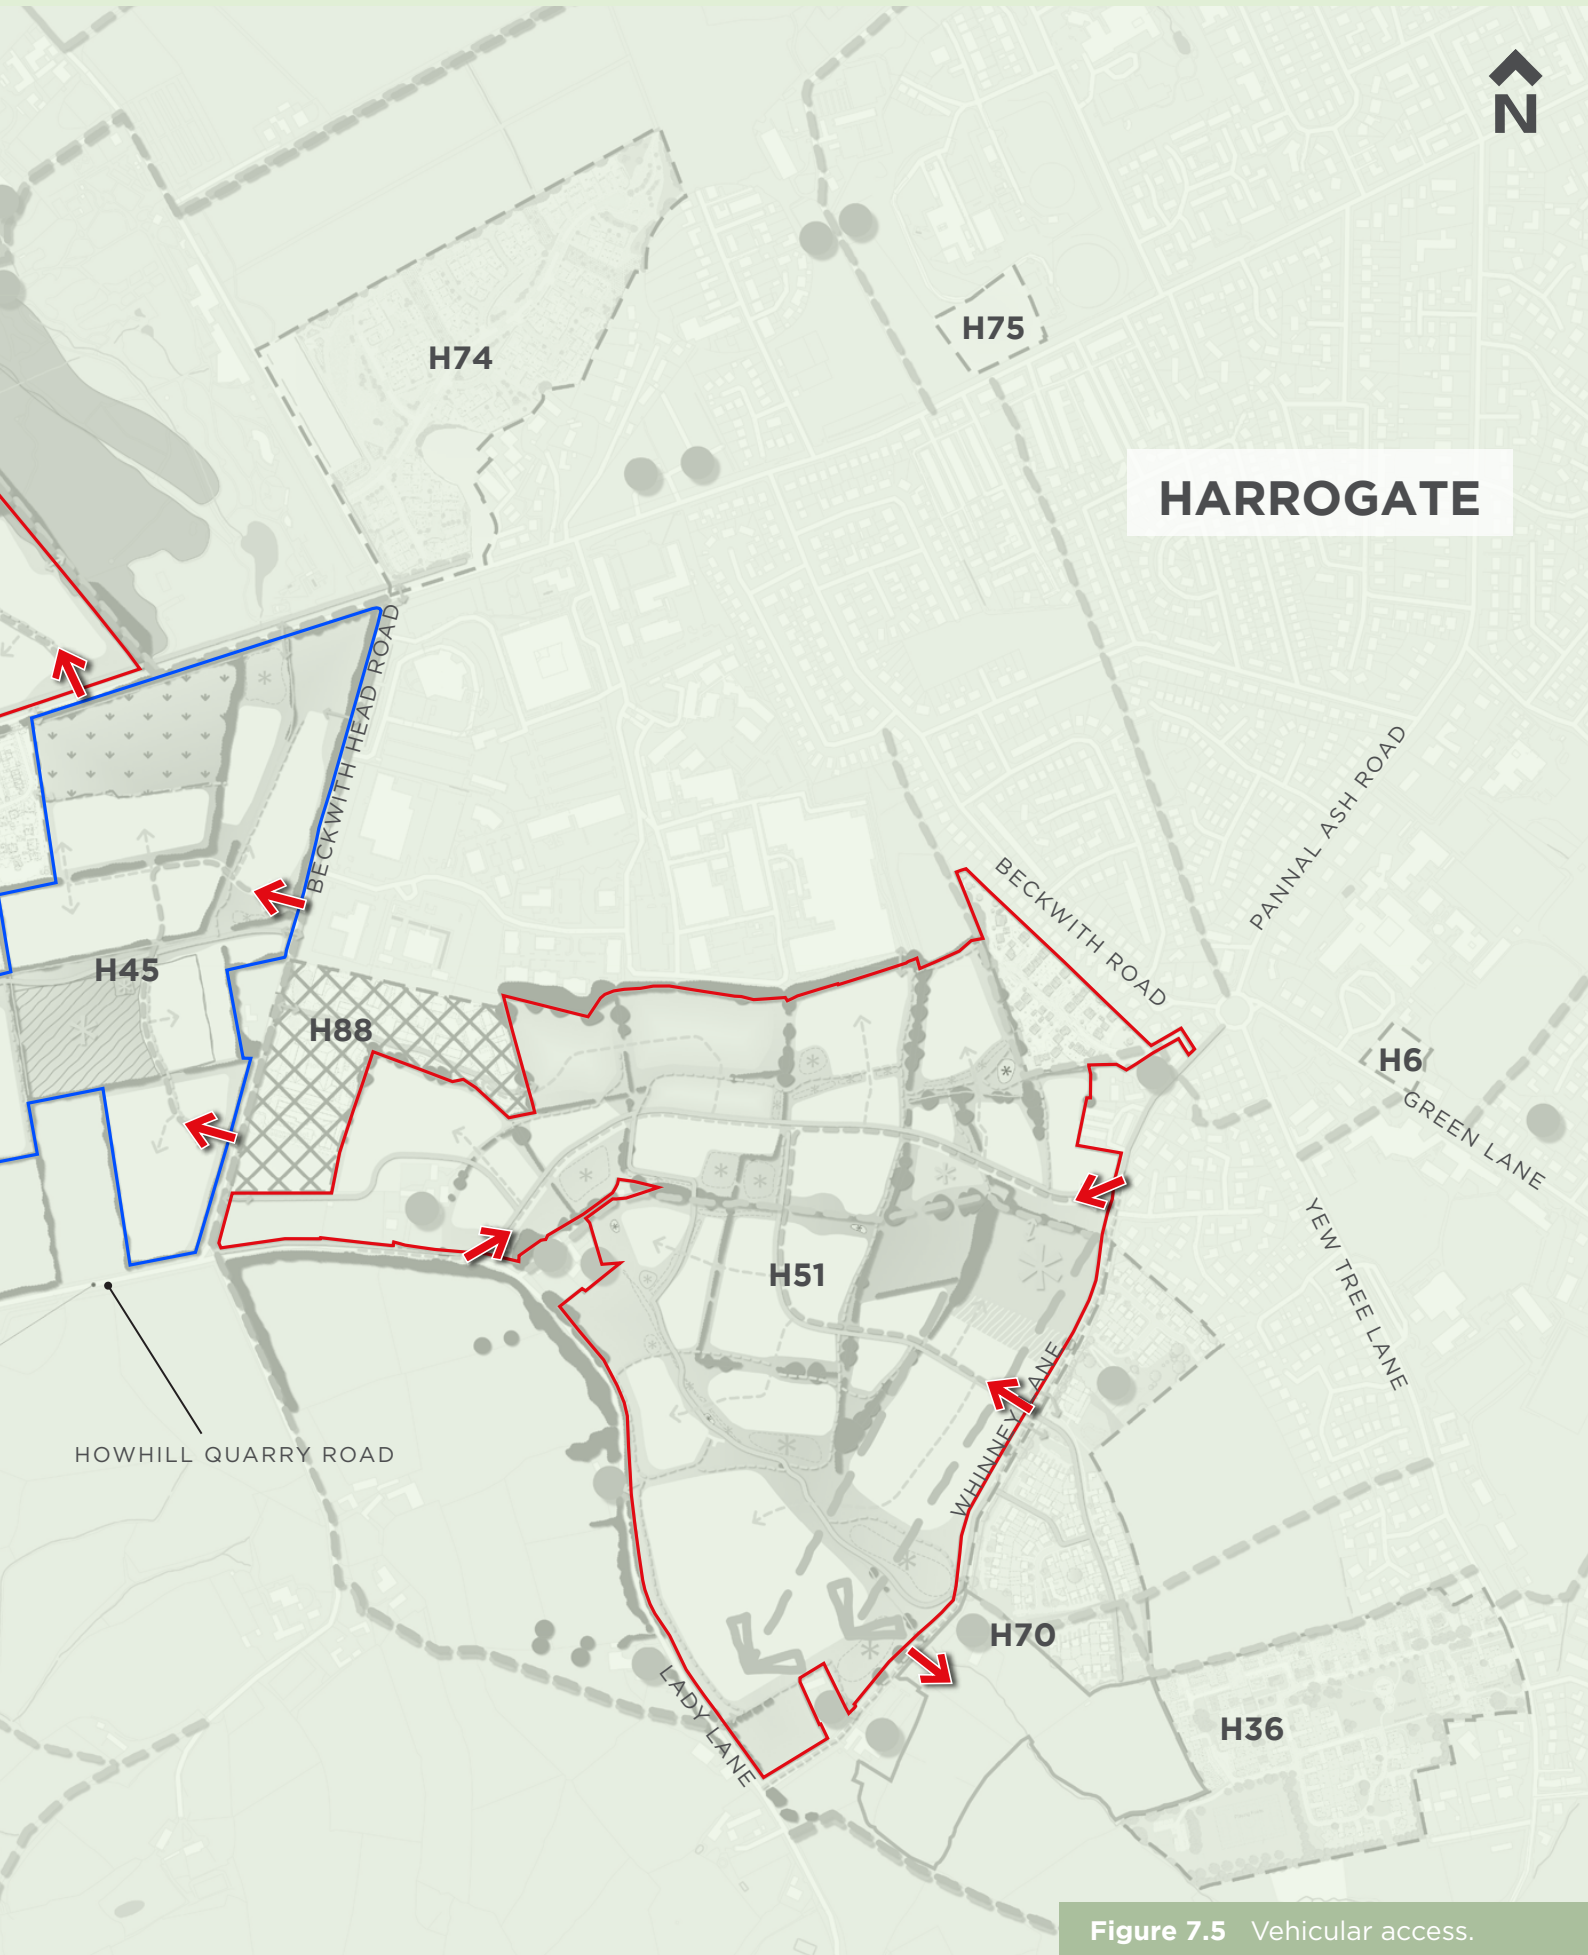 N
H74
H75
HARROGATE
BECKWITH HEAD ROAD
PANNAL ASH ROAD
BECKWITH ROAD
H45
H88
H6
GREEN LANE
YEW TREE LANE
H51
WHINNEY LANE
HOWHILL QUARRY ROAD
H70
LADY LANE
H36
Figure 7.5 Vehicular access.